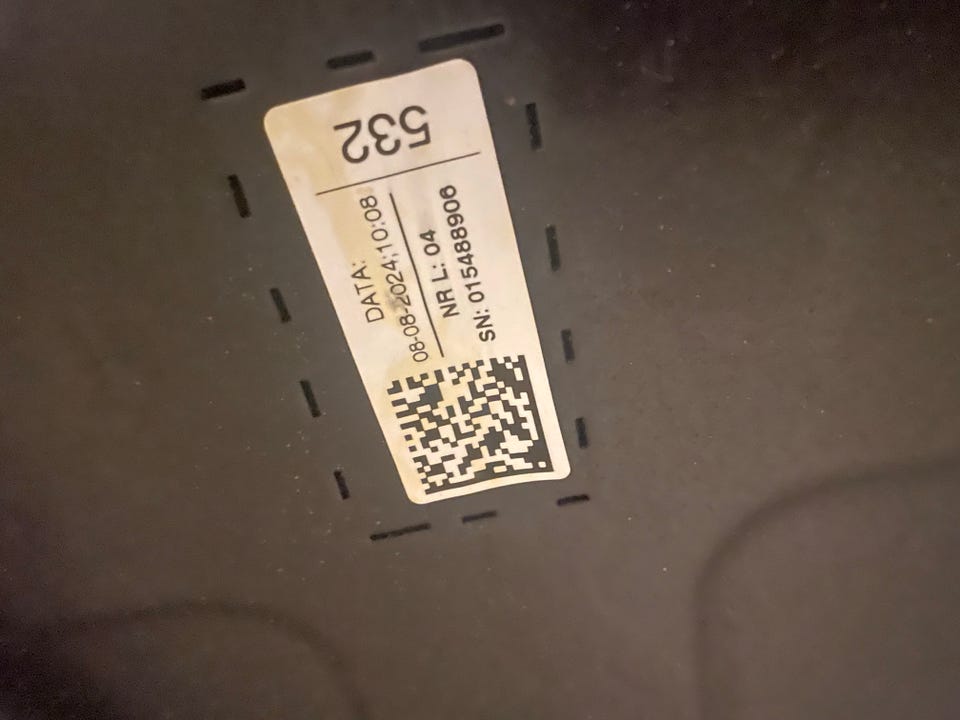 532
DATA:
08-08-2024;10:08
NR L: 04
SN: 015488906